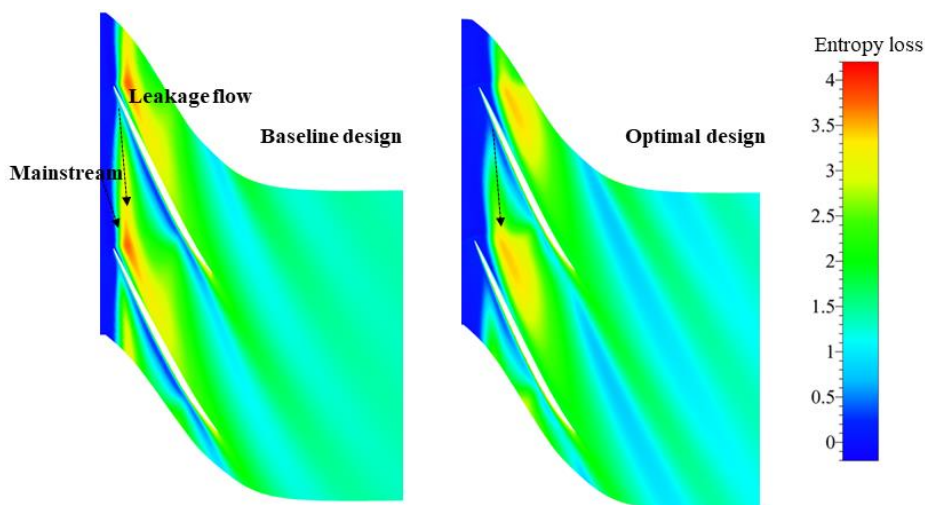 Entropy loss
4
3.5
3
2.5
2
1.5
1
0.5
0
Leakage flow
Baseline design
Optimal design
Mainstream